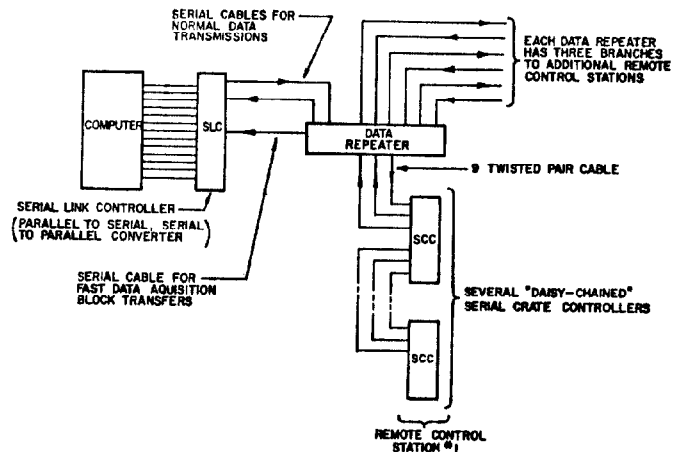 SERIAL CABLES FOR
NORMAL DATA
TRANSMISSIONS
EACH DATA REPEATER
HAS THREE BRANCHES
TO ADDITIONAL REMOTE
CONTROL STATIONS
COMPUTER
SLC
DATA
REPEATER
9 TWISTED PAIR CABLE
SERIAL LINK CONTROLLER
(PARALLEL TO SERIAL, SERIAL
TO PARALLEL CONVERTER)
SCC
SERIAL CABLE FOR
FAST DATA AQUISITION
BLOCK TRANSFERS
SEVERAL "DAISY-CHAINED"
SERIAL CRATE CONTROLLERS
SCC
REMOTE CONTROL
STATION #1